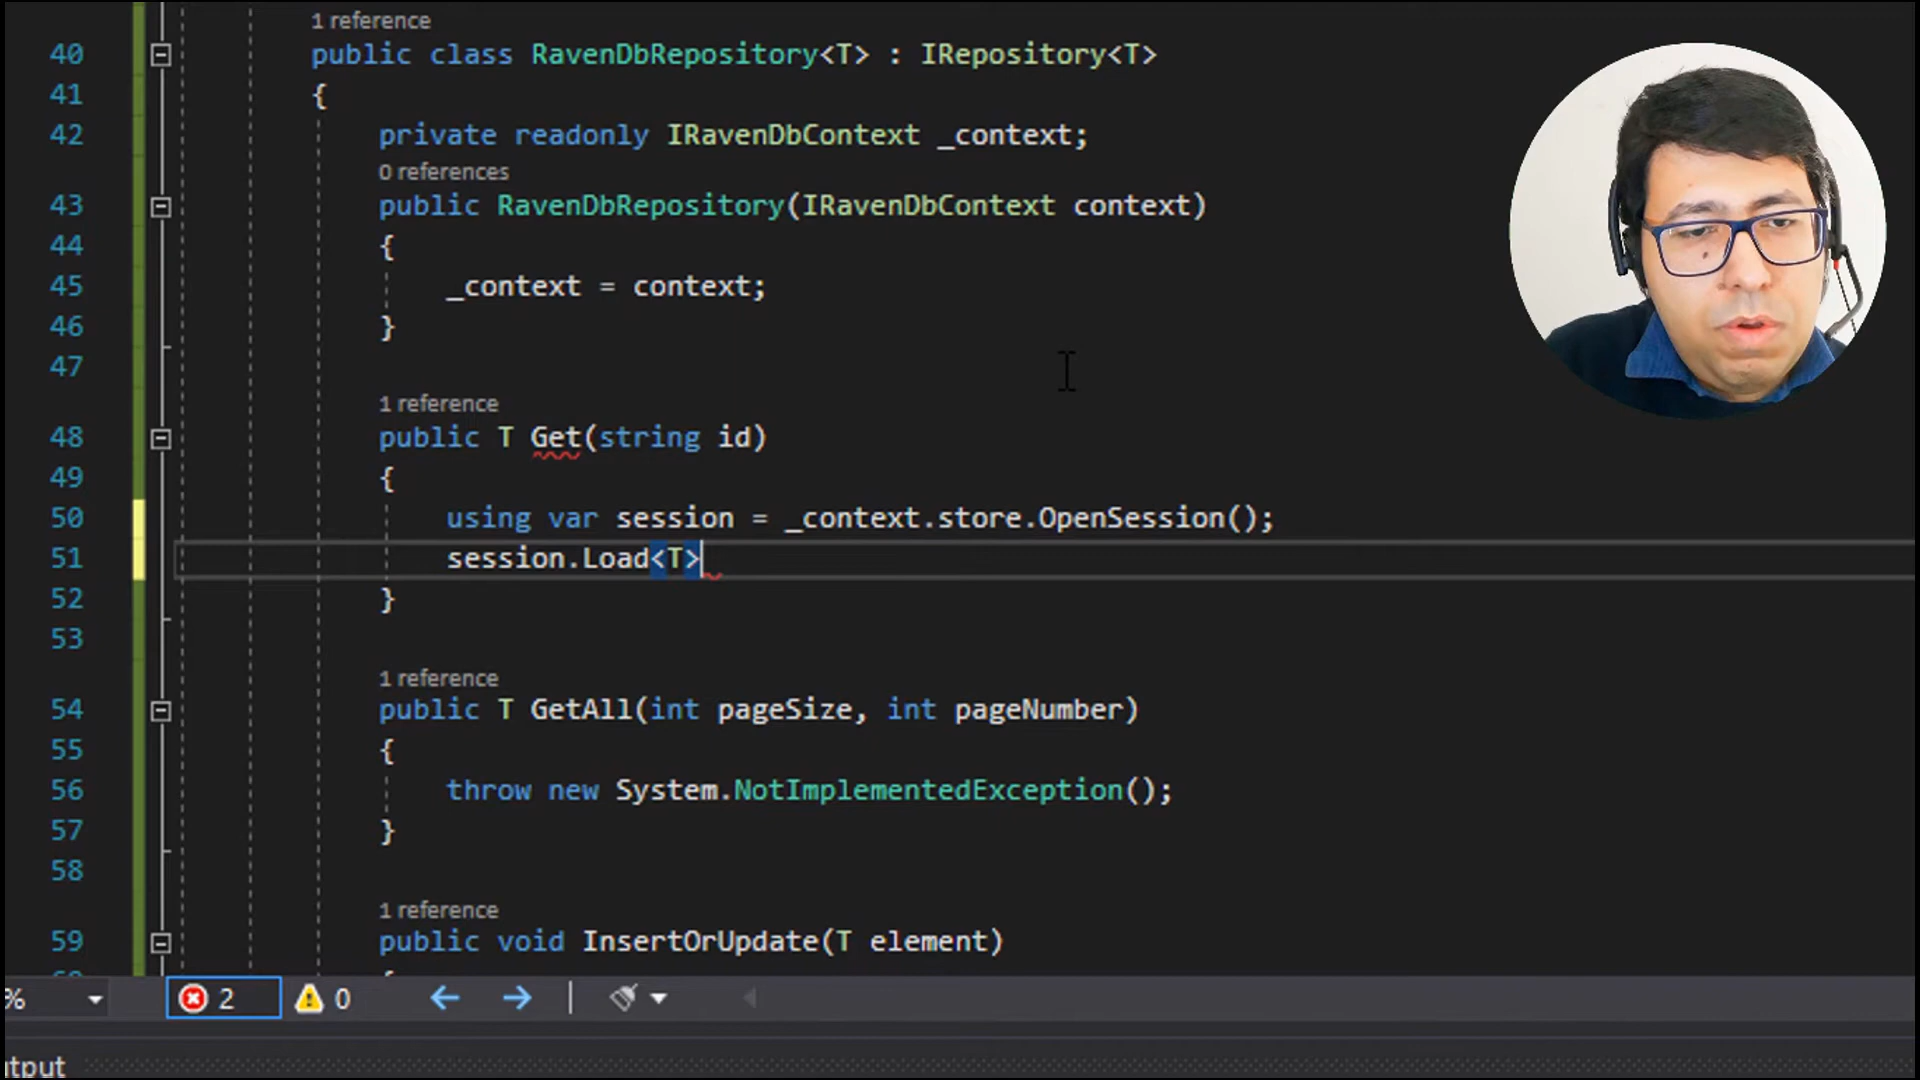 1 reference
40 public class RavenDbRepository<T> : IRepository<T>
41 {
42 private readonly IRavenDbContext _context;
0 references
43 public RavenDbRepository(IRavenDbContext context)
44 {
45 _context = context;
46 }
47
1 reference
48 public T Get(string id)
49 {
50 using var session = _context.store.OpenSession();
51 session.Load<T>
52 }
53
1 reference
54 public T GetAll(int pageSize, int pageNumber)
55 {
56 throw new System.NotImplementedException();
57 }
58
1 reference
59 public void InsertOrUpdate(T element)
% 2 0